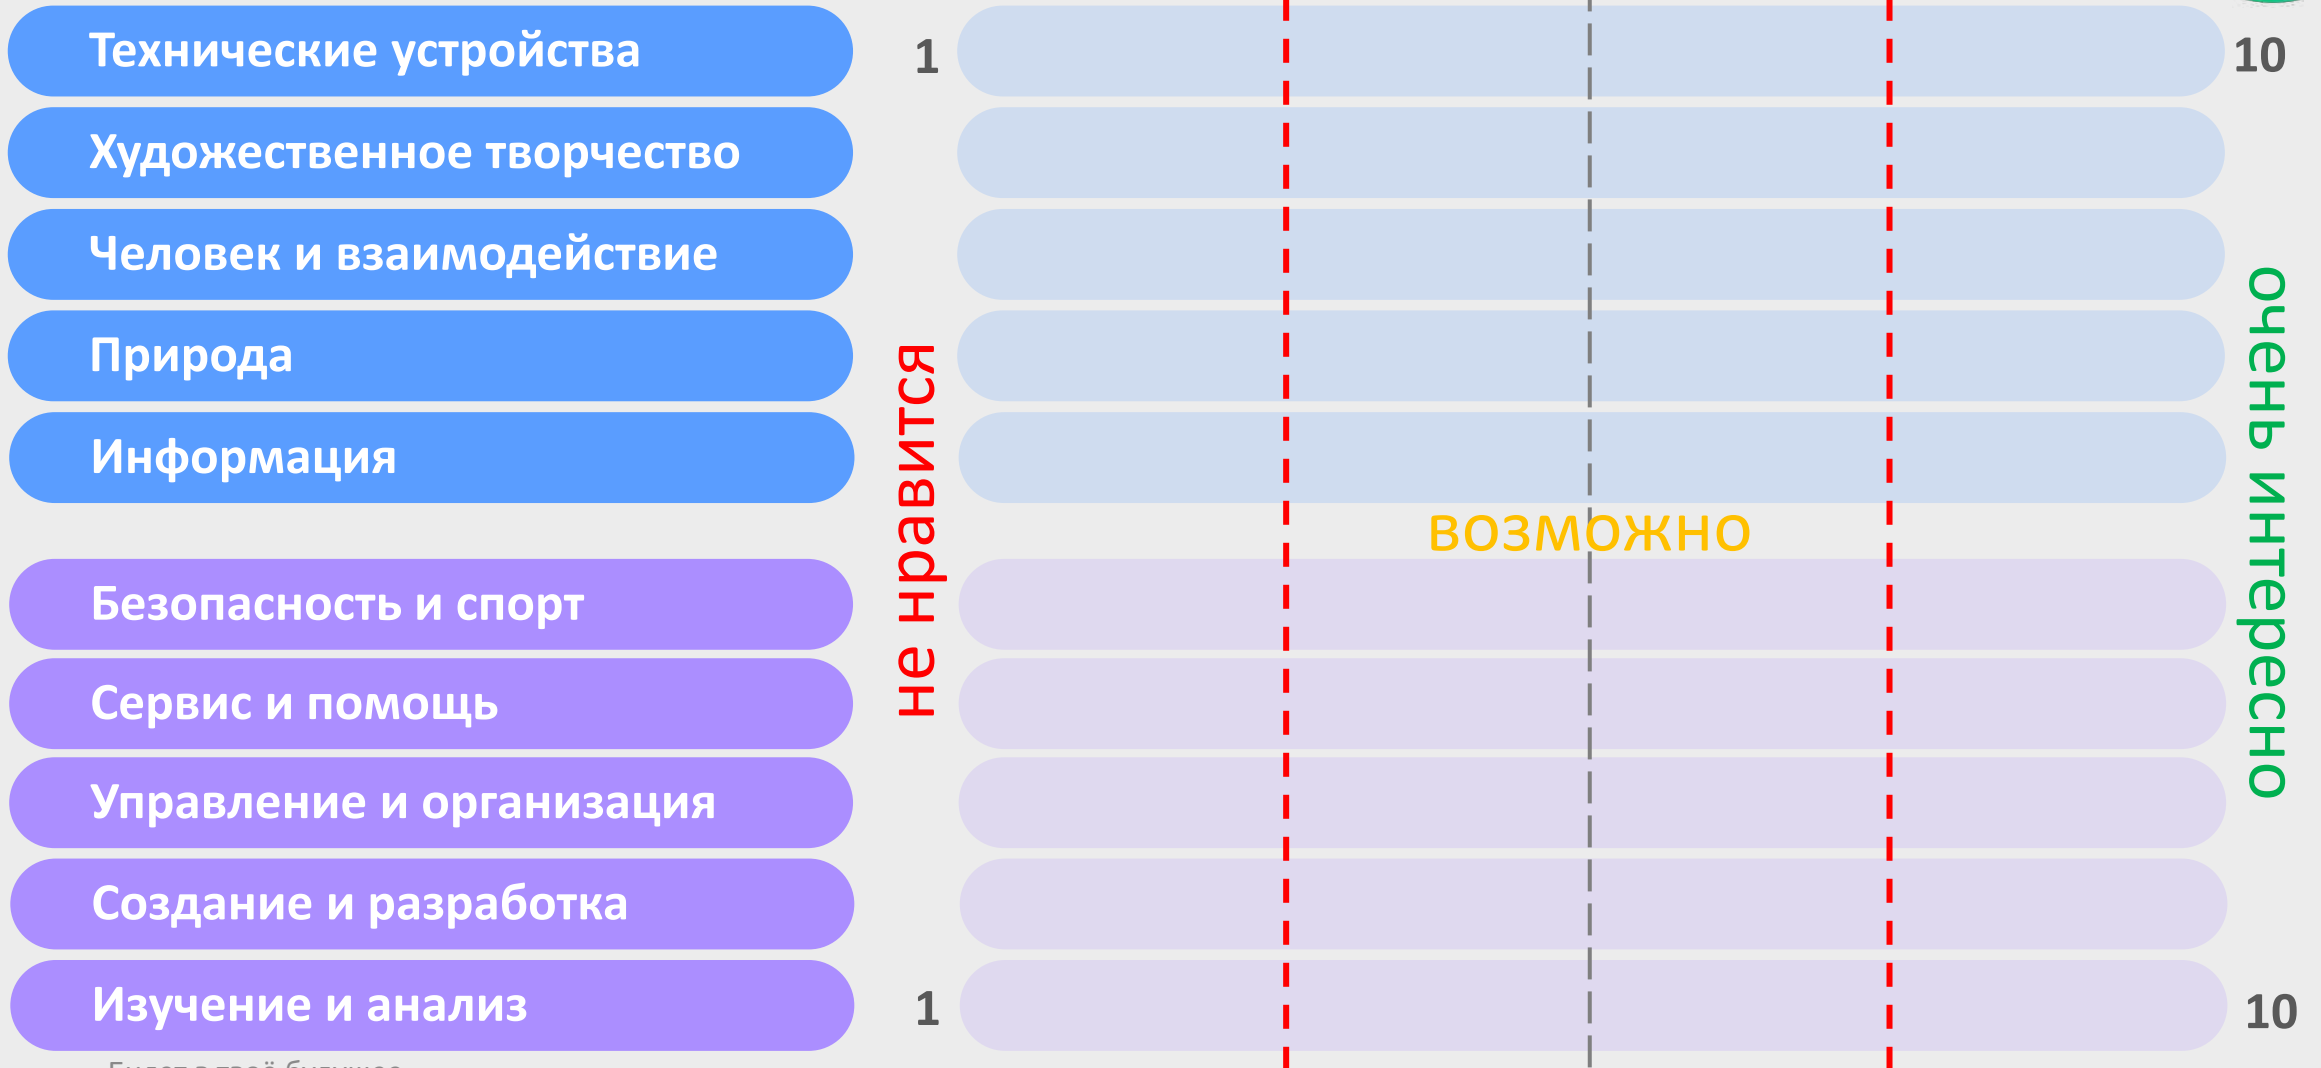 Технические устройства
1
10
Художественное творчество
Человек и взаимодействие
Природа
Информация
не нравится
возможно
очень интересно
Безопасность и спорт
Сервис и помощь
Управление и организация
Создание и разработка
Изучение и анализ
1
10